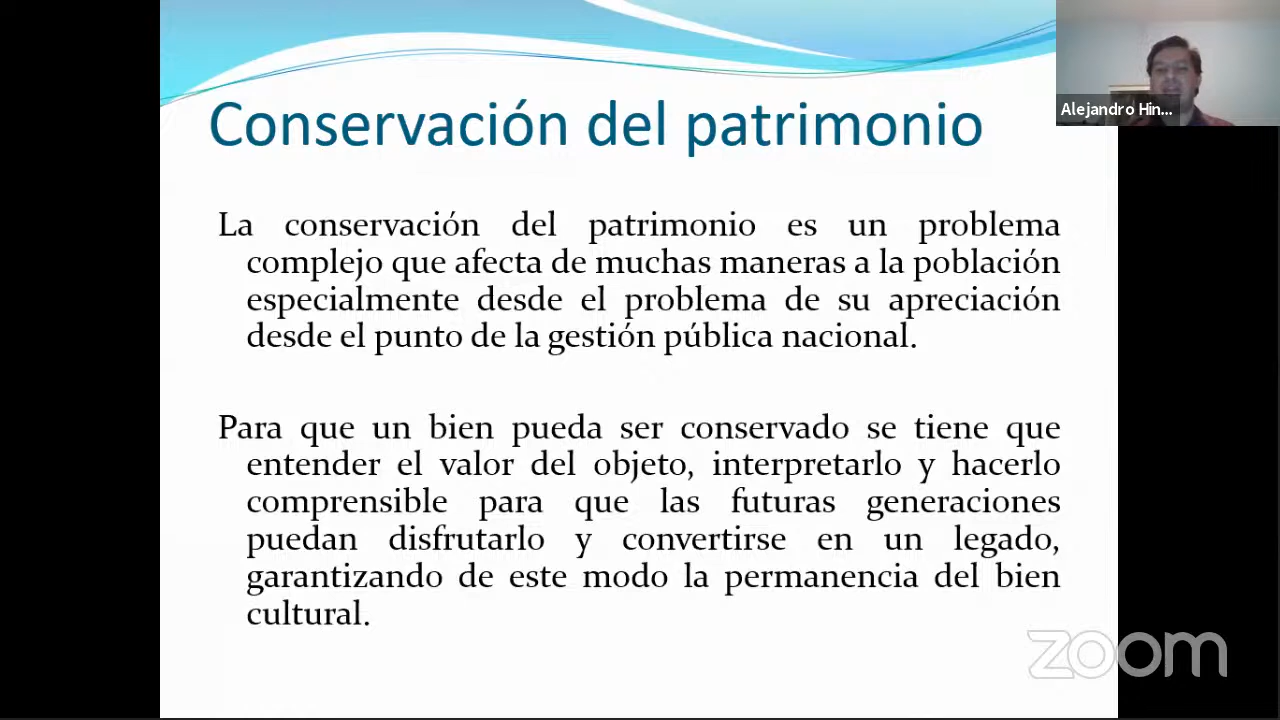 Conservación del patrimonio
Alejandro Hin...
La conservación del patrimonio es un problema
complejo que afecta de muchas maneras a la población
especialmente desde el problema de su apreciación
desde el punto de la gestión pública nacional.
Para que un bien pueda ser conservado se tiene que
entender el valor del objeto, interpretarlo y hacerlo
comprensible para que las futuras generaciones
puedan disfrutarlo y convertirse en un legado,
garantizando de este modo la permanencia del bien
cultural.
zoom